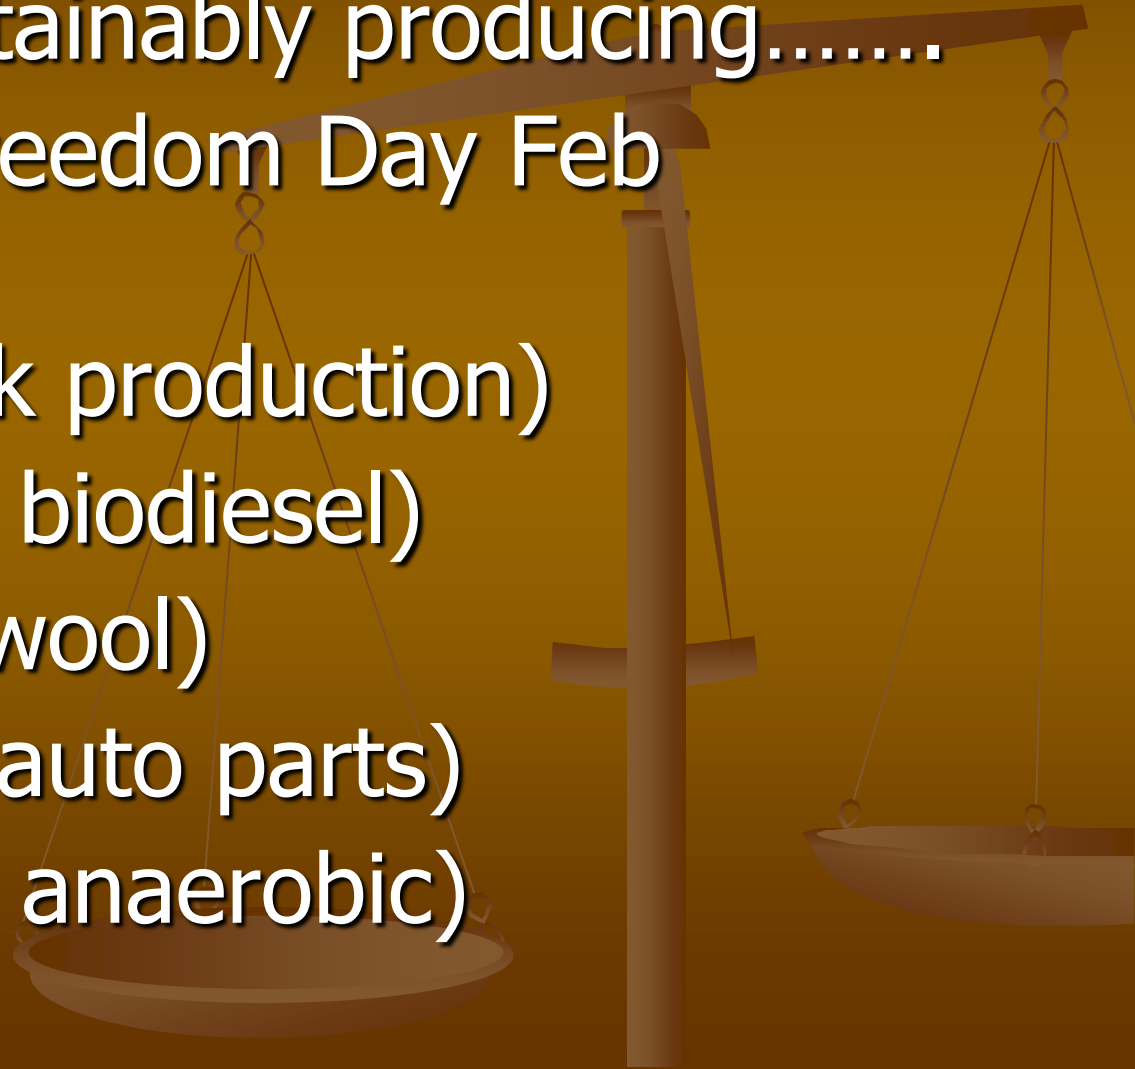 tainably producing…….
eedom Day Feb
k production)
biodiesel)
wool)
auto parts)
anaerobic)